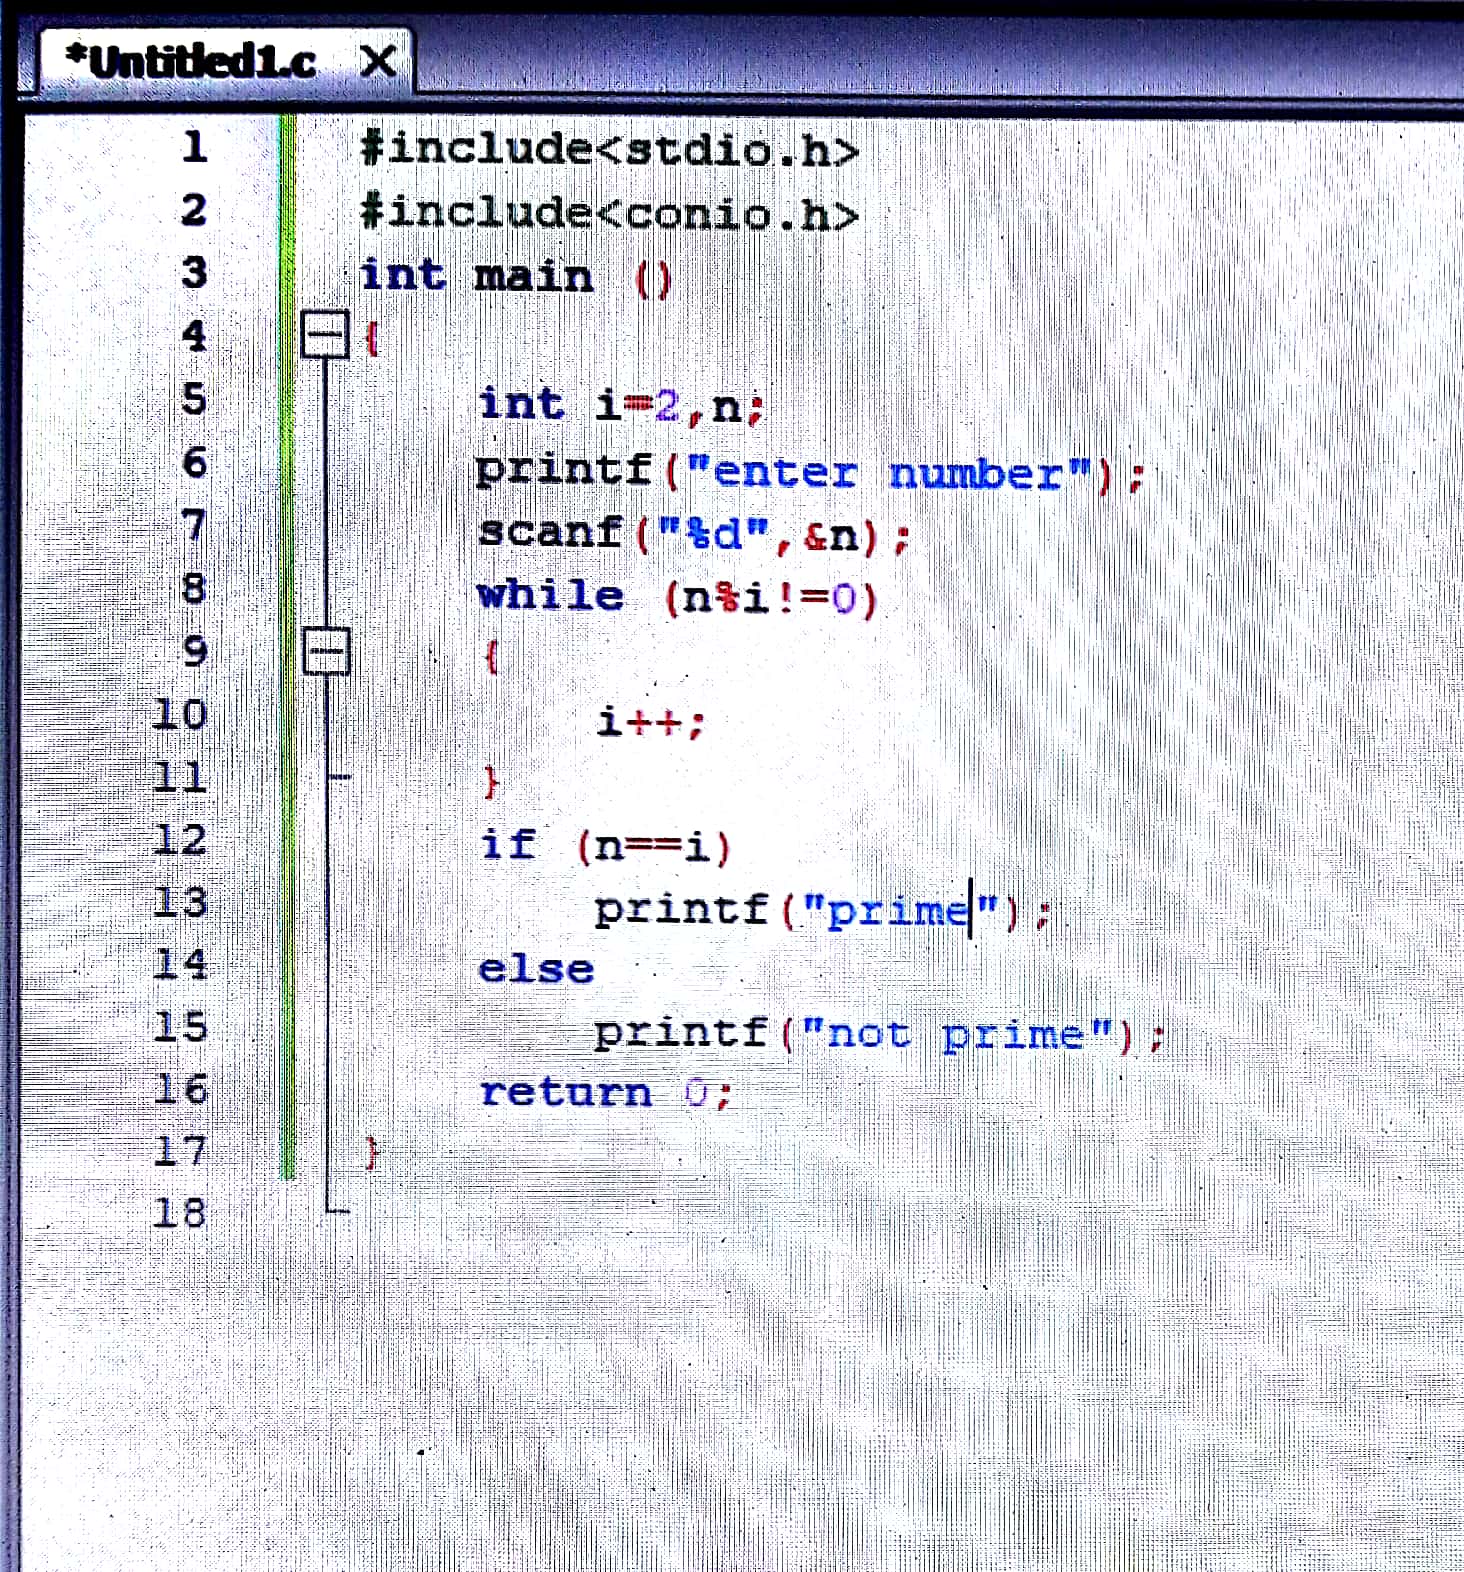 *Untitled1.c X
1 #include<stdio.h>
2 #include<conio.h>
3 int main ()
4 {
5 int i=2,n;
6 printf("enter number");
7 scanf("%d",&n);
8 while (n%i!=0)
9 {
10 i++;
11 }
12 if (n==i)
13 printf("prime");
14 else
15 printf("not prime");
16 return 0;
17 }
18